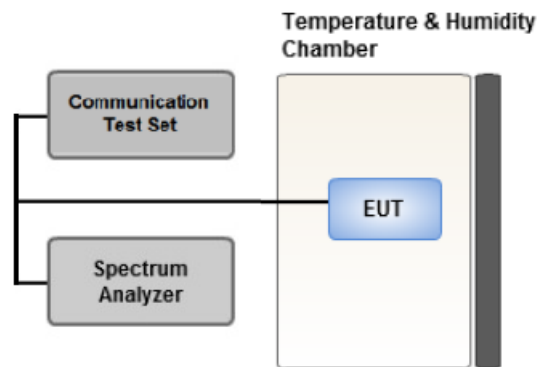 Temperature & Humidity
Chamber
Communication
Test Set
EUT
Spectrum
Analyzer